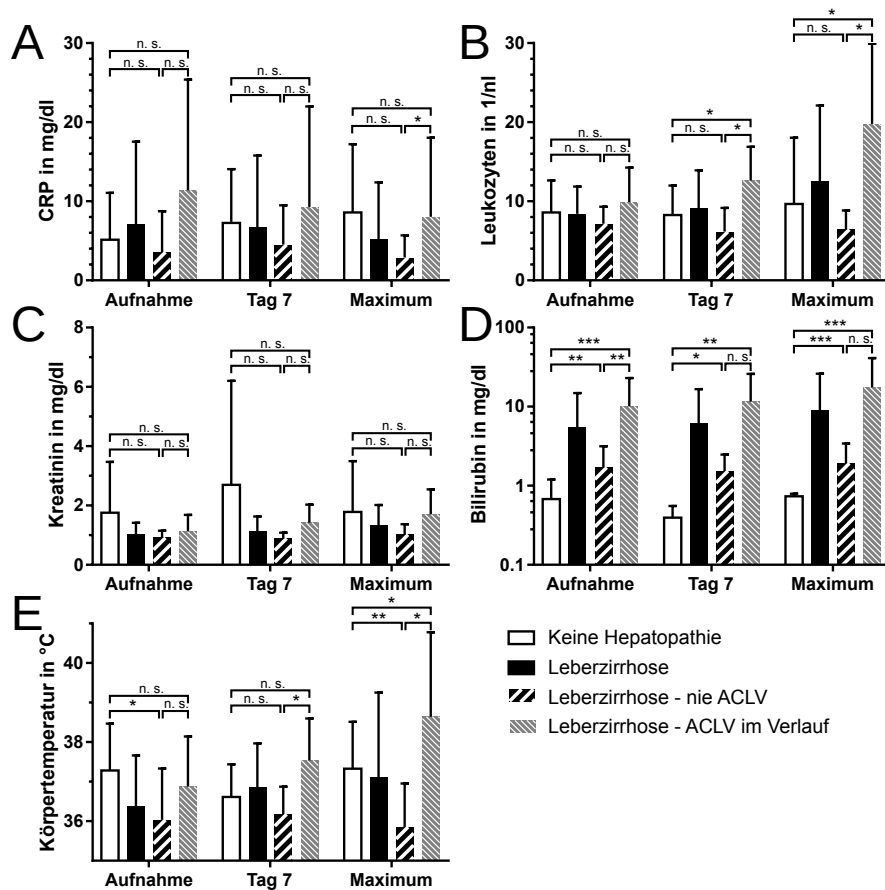 A
CRP in mg/dl
30
20
10
0
n. s.
n. s.
n. s.
n. s.
n. s.
n. s.
n. s.
n. s.
*
Aufnahme
Tag 7
Maximum
B
Leukozyten in 1/nl
30
20
10
0
n. s.
n. s.
n. s.
*
n. s.
*
*
n. s.
*
Aufnahme
Tag 7
Maximum
C
Kreatinin in mg/dl
8
6
4
2
0
n. s.
n. s.
n. s.
n. s.
n. s.
n. s.
n. s.
n. s.
n. s.
Aufnahme
Tag 7
Maximum
D
Bilirubin in mg/dl
100
10
1
0.1
***
**
**
**
*
n. s.
***
***
n. s.
Aufnahme
Tag 7
Maximum
E
Körpertemperatur in °C
40
38
36
n. s.
*
n. s.
n. s.
n. s.
*
*
**
*
Aufnahme
Tag 7
Maximum
Keine Hepatopathie
Leberzirrhose
Leberzirrhose - nie ACLV
Leberzirrhose - ACLV im Verlauf